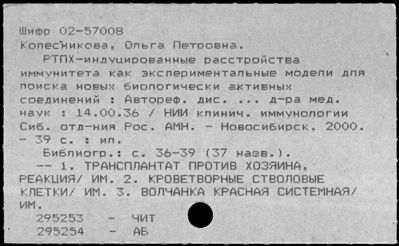 Шифр 02-57008
Колесникова, Ольга Петровна.
РТПХ-индуцированные расстройства
иммунитета как экспериментальные модели для
поиска новых биологически активных
соединений : Автореф. дис. ... д-ра мед.
наук : 14.00.36 / НИИ клинич. иммунологии
Сиб. отд-ния Рос. АМН. - Новосибирск, 2000.
- 39 с. : ил.
Библиогр.: с. 36-39 (37 назв.).
-- 1. ТРАНСПЛАНТАТ ПРОТИВ ХОЗЯИНА,
РЕАКЦИЯ/ ИМ. 2. КРОВЕТВОРНЫЕ СТВОЛОВЫЕ
КЛЕТКИ/ ИМ. 3. ВОЛЧАНКА КРАСНАЯ СИСТЕМНАЯ/
ИМ.
295253 - ЧИТ
295254 - АБ